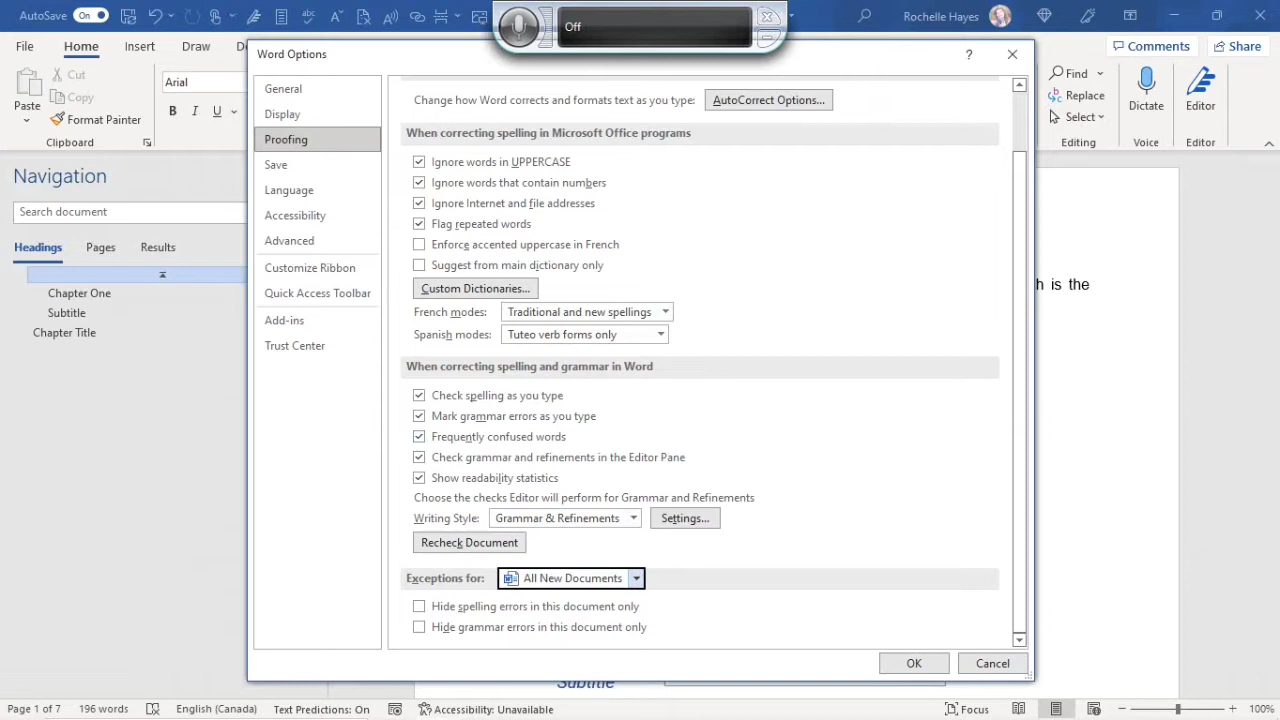 AutoSave
On
Off
Rochelle Hayes
Word Options
File
Home
Insert
Draw
Comments
Share
Paste
Cut
Copy
Format Painter
Clipboard
Arial
B I U
Find
Replace
Select
Editing
Dictate
Voice
Editor
Editor
Navigation
Search document
Headings
Pages
Results
Chapter One
Subtitle
Chapter Title
General
Display
Proofing
Save
Language
Accessibility
Advanced
Customize Ribbon
Quick Access Toolbar
Add-ins
Trust Center
Change how Word corrects and formats text as you type:
AutoCorrect Options...
When correcting spelling in Microsoft Office programs
Ignore words in UPPERCASE
Ignore words that contain numbers
Ignore Internet and file addresses
Flag repeated words
Enforce accented uppercase in French
Suggest from main dictionary only
Custom Dictionaries...
French modes: Traditional and new spellings
Spanish modes: Tuteo verb forms only
When correcting spelling and grammar in Word
Check spelling as you type
Mark grammar errors as you type
Frequently confused words
Check grammar and refinements in the Editor Pane
Show readability statistics
Choose the checks Editor will perform for Grammar and Refinements
Writing Style: Grammar & Refinements Settings...
Recheck Document
Exceptions for: All New Documents
Hide spelling errors in this document only
Hide grammar errors in this document only
OK
Cancel
is the
Subtitle
Page 1 of 7
196 words
English (Canada)
Text Predictions: On
Accessibility: Unavailable
Focus
100%